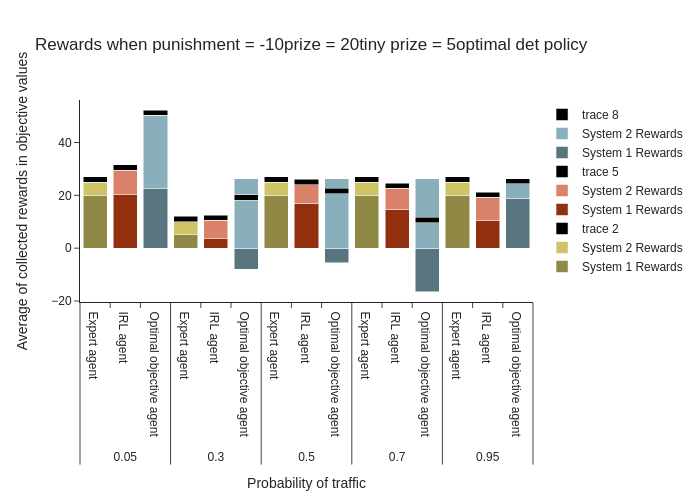 Rewards when punishment = -10prize = 20tiny prize = 5optimal det policy
Average of collected rewards in objective values
40
20
0
−20
trace 8
System 2 Rewards
System 1 Rewards
trace 5
System 2 Rewards
System 1 Rewards
trace 2
System 2 Rewards
System 1 Rewards
Expert agent
IRL agent
Optimal objective agent
Expert agent
IRL agent
Optimal objective agent
Expert agent
IRL agent
Optimal objective agent
Expert agent
IRL agent
Optimal objective agent
Expert agent
IRL agent
Optimal objective agent
0.05
0.3
0.5
0.7
0.95
Probability of traffic